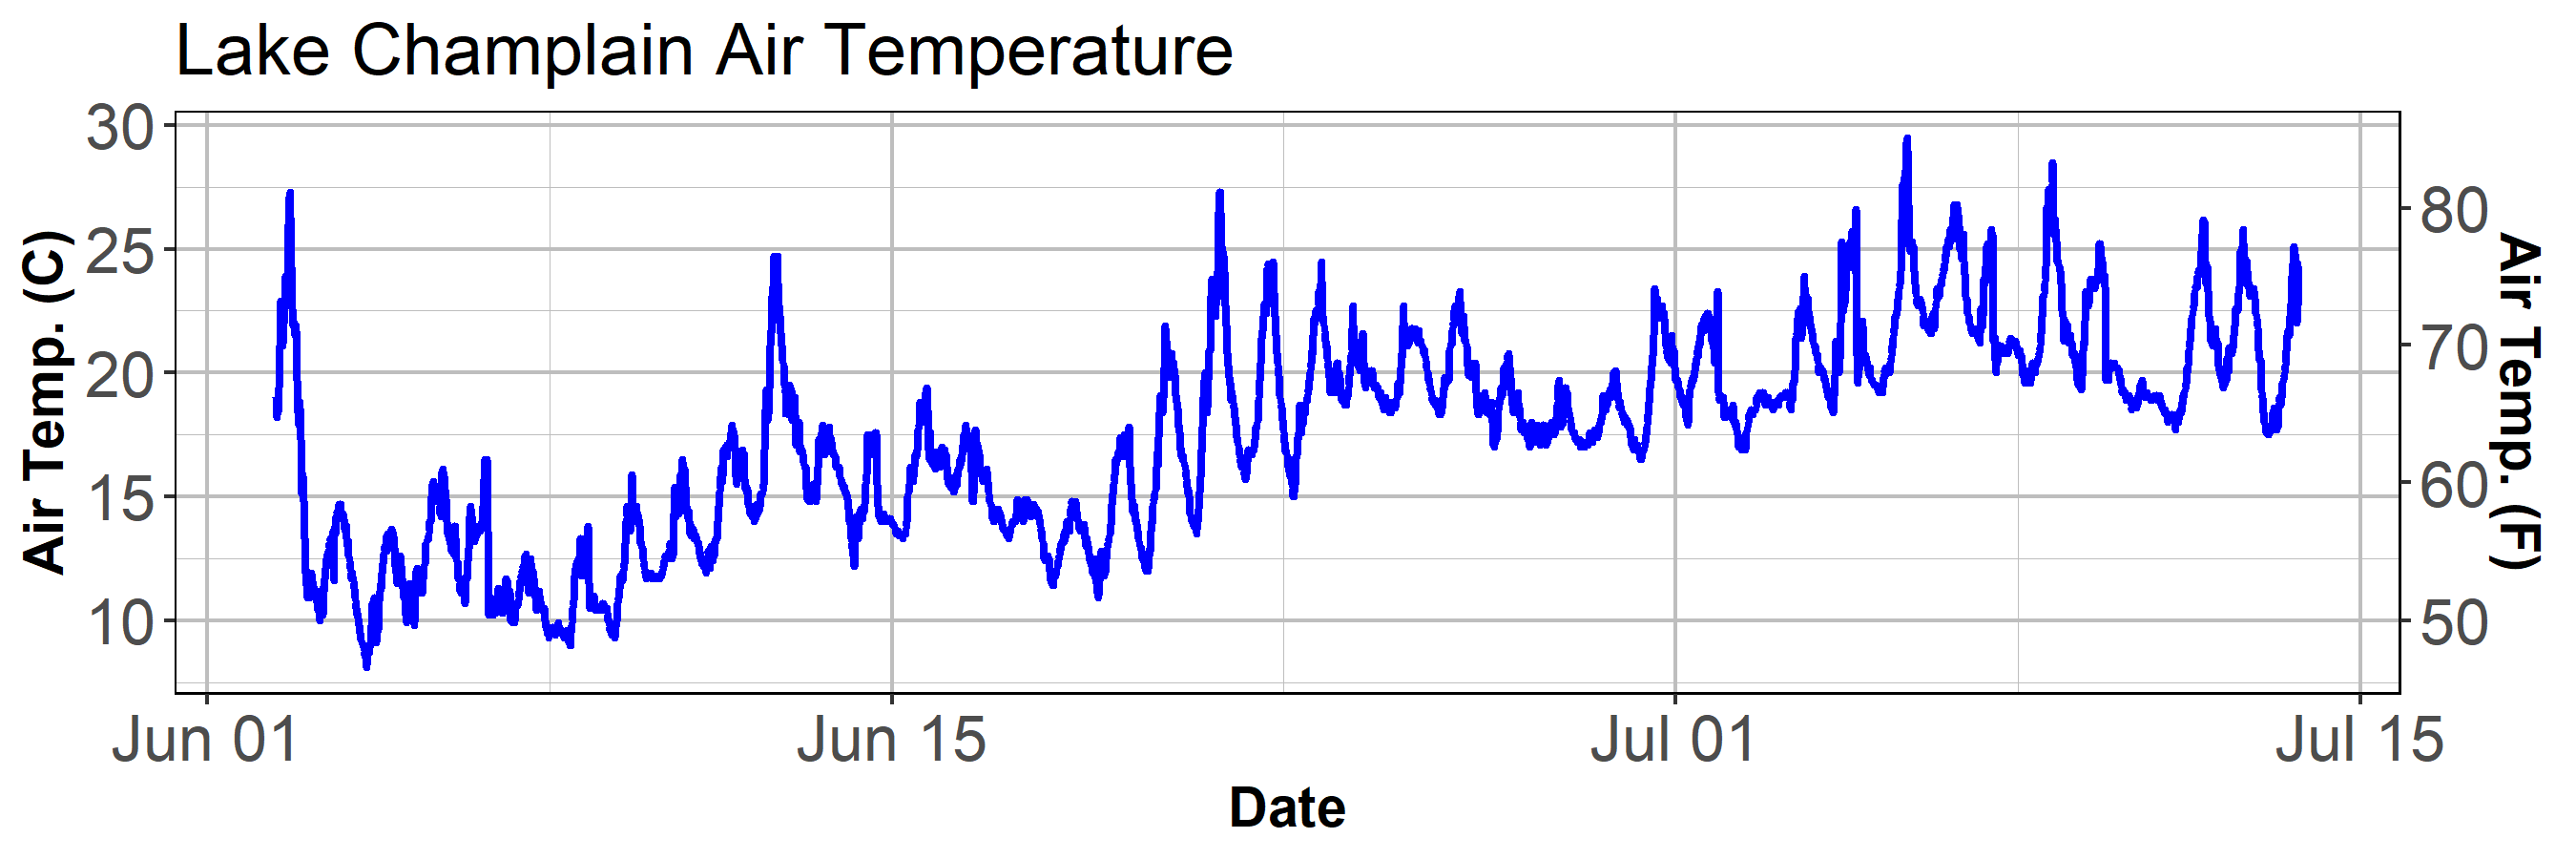 Lake Champlain Air Temperature
Air Temp. (C)
30
25
20
15
10
80
70
60
50
Air Temp. (F)
Jun 01
Jun 15
Jul 01
Jul 15
Date